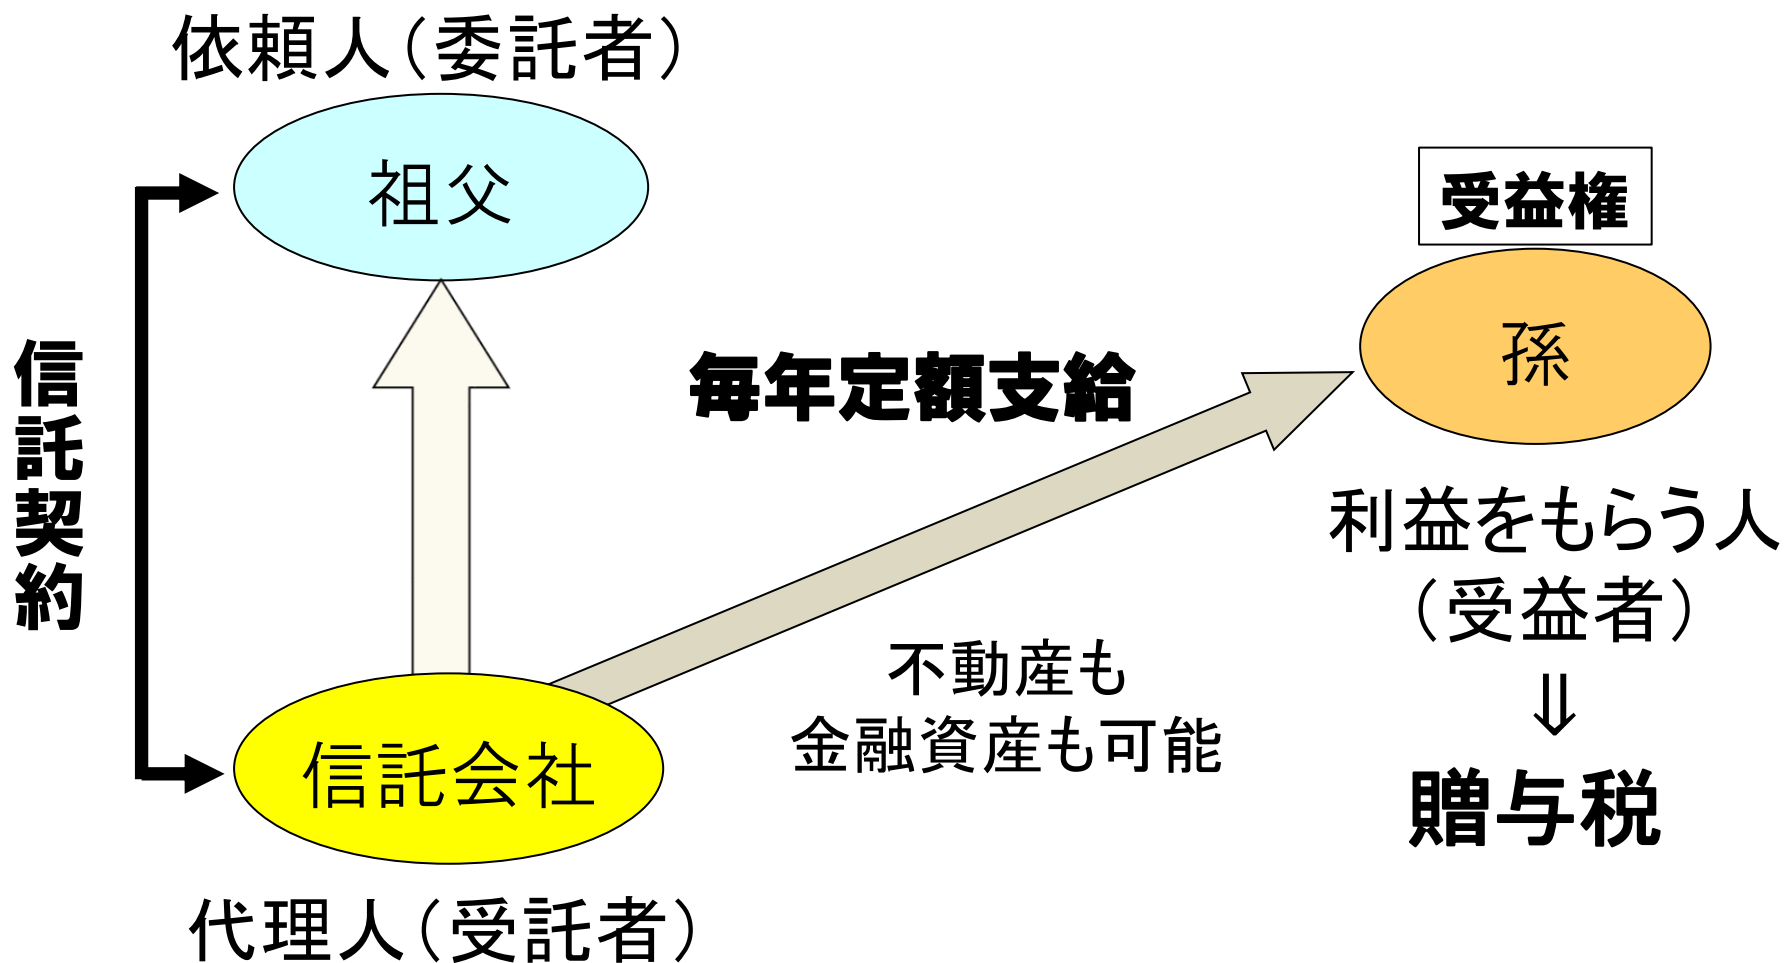 依頼人（委託者）
祖父
受益権
孫
信託契約
毎年定額支給
利益をもらう人
（受益者）
⇓
贈与税
不動産も
金融資産も可能
信託会社
代理人（受託者）